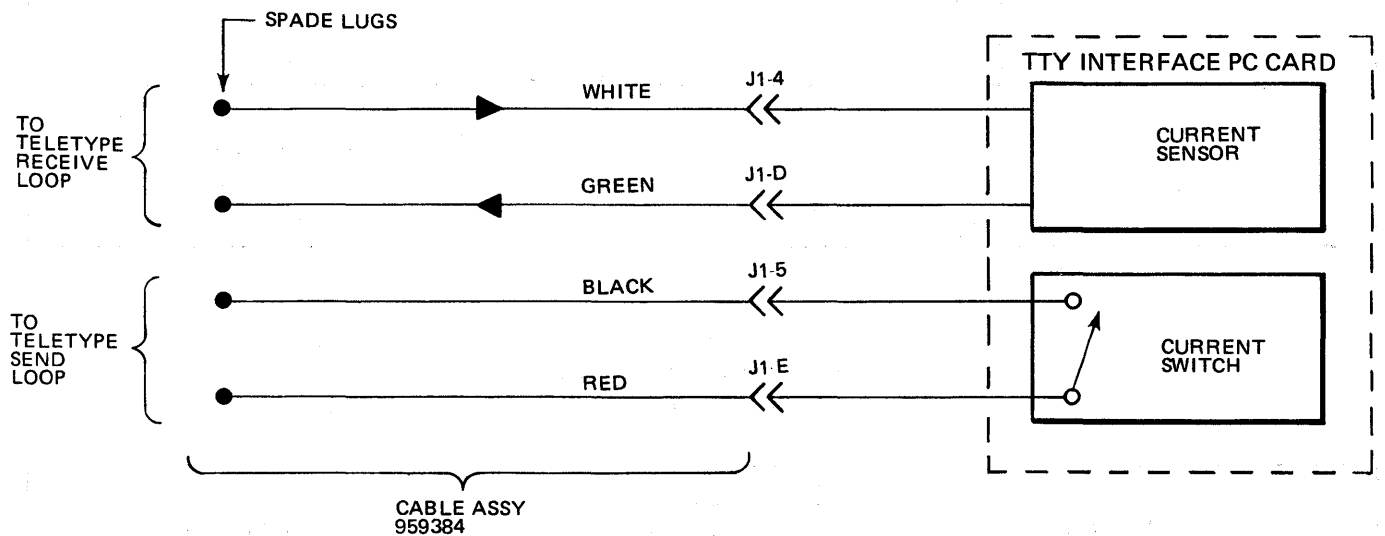 SPADE LUGS
TTY INTERFACE PC CARD
TO
TELETYPE
RECEIVE
LOOP
WHITE
J1-4
CURRENT
SENSOR
GREEN
J1-D
TO
TELETYPE
SEND
LOOP
BLACK
J1-5
CURRENT
SWITCH
RED
J1-E
CABLE ASSY
959384